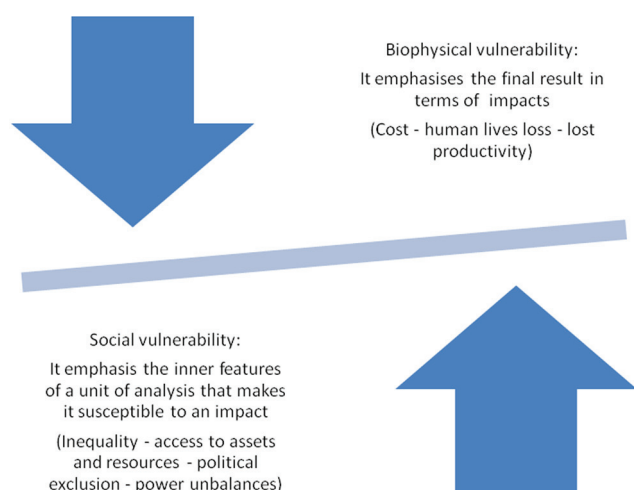 Biophysical vulnerability:
It emphasises the final result in
terms of impacts
(Cost - human lives loss - lost
productivity)
Social vulnerability:
It emphasis the inner features
of a unit of analysis that makes
it susceptible to an impact
(Inequality - access to assets
and resources - political
exclusion - power unbalances)